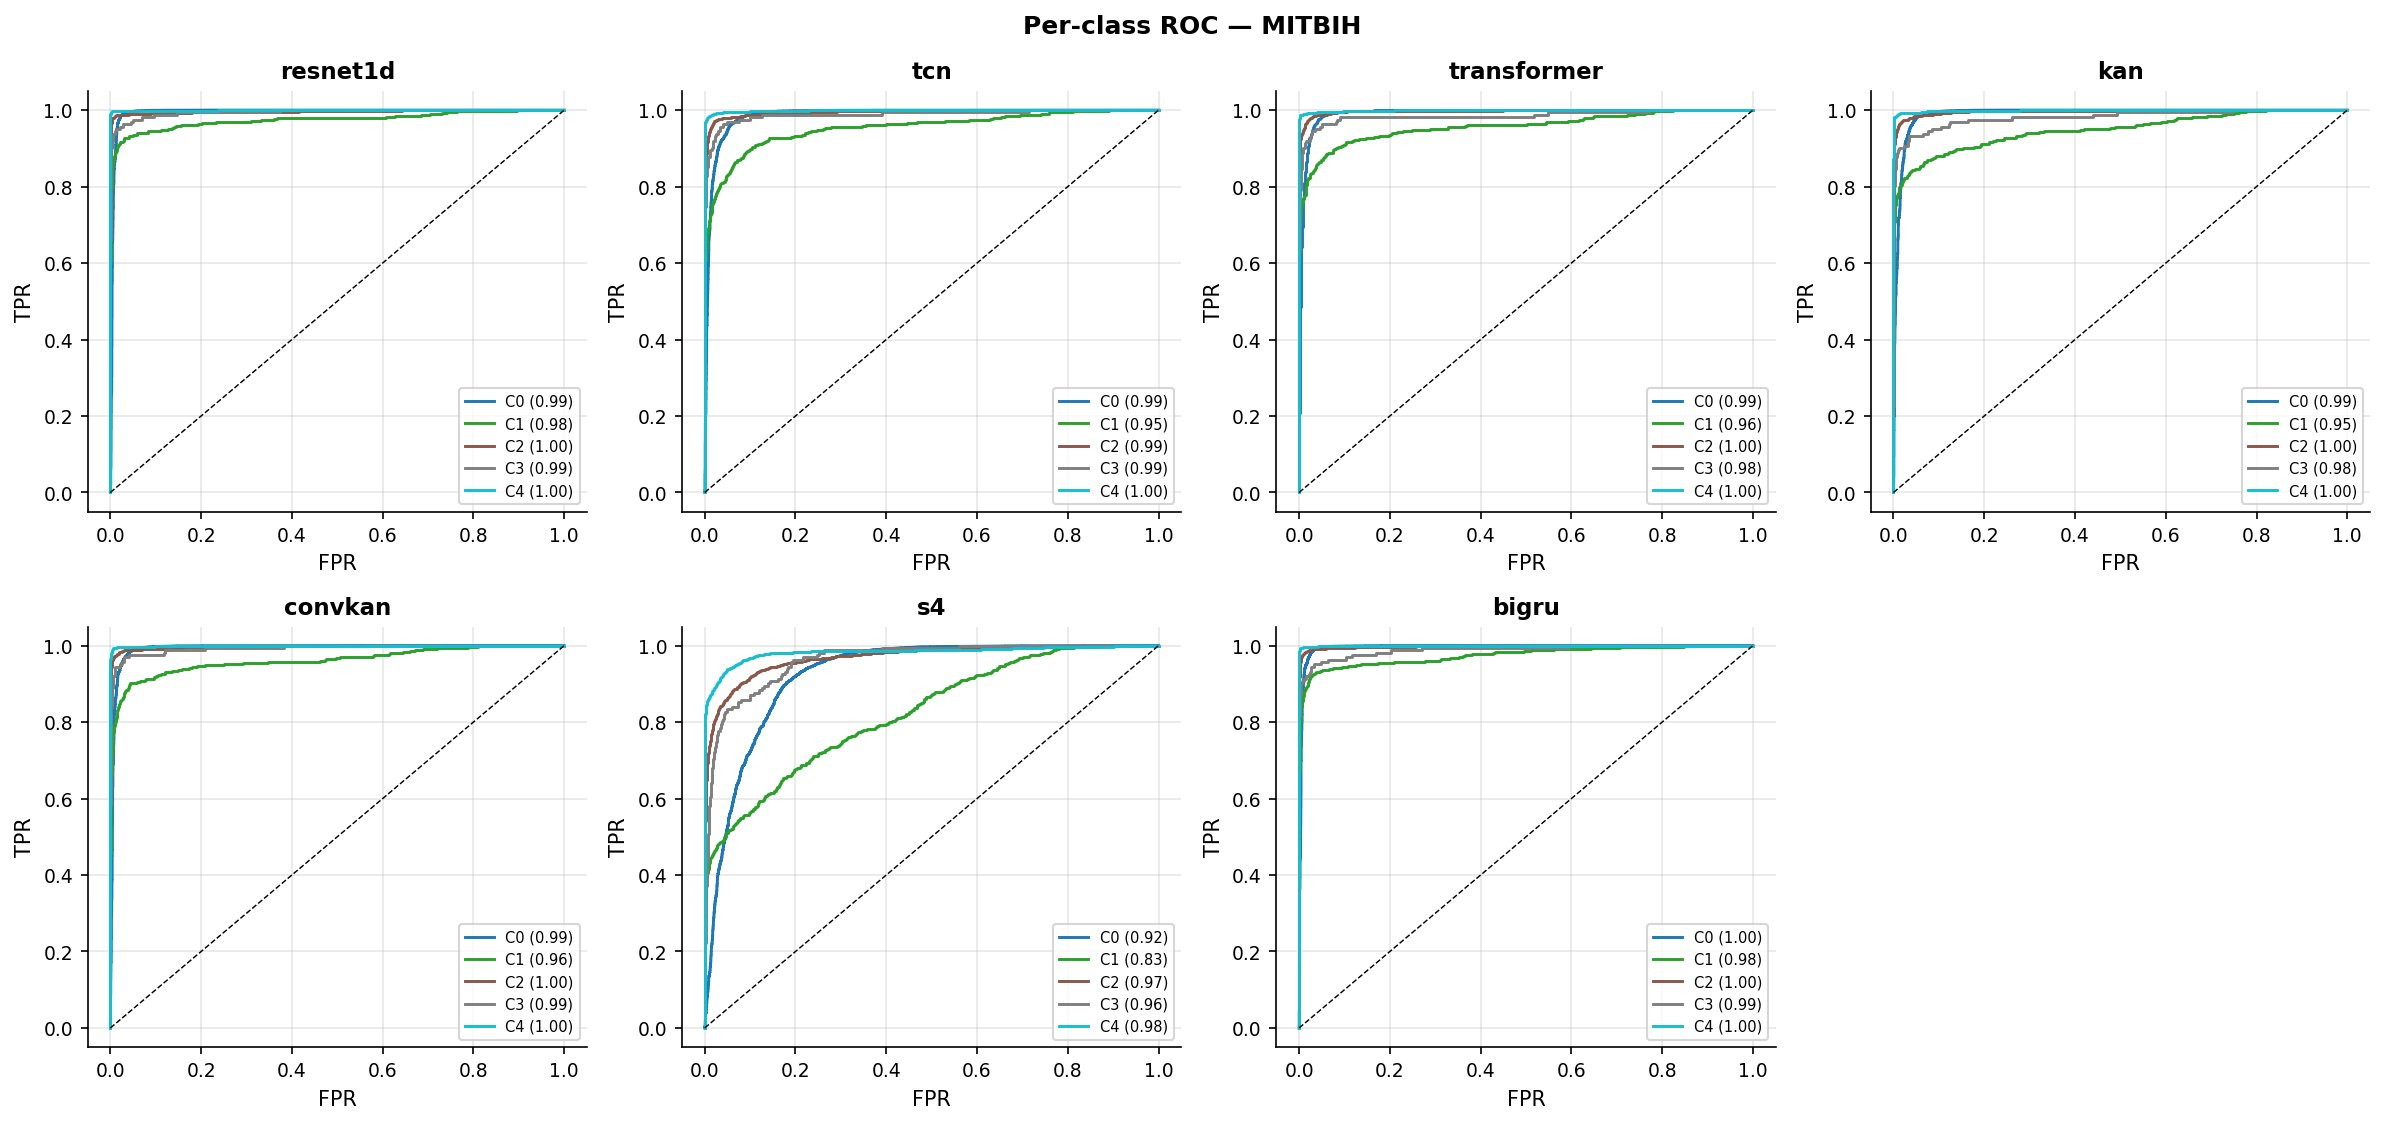 Per-class ROC — MITBIH
resnet1d
TPR
1.0
0.8
0.6
0.4
0.2
0.0
C0 (0.99)
C1 (0.98)
C2 (1.00)
C3 (0.99)
C4 (1.00)
0.0 0.2 0.4 0.6 0.8 1.0
FPR
tcn
TPR
1.0
0.8
0.6
0.4
0.2
0.0
C0 (0.99)
C1 (0.95)
C2 (0.99)
C3 (0.99)
C4 (1.00)
0.0 0.2 0.4 0.6 0.8 1.0
FPR
transformer
TPR
1.0
0.8
0.6
0.4
0.2
0.0
C0 (0.99)
C1 (0.96)
C2 (1.00)
C3 (0.98)
C4 (1.00)
0.0 0.2 0.4 0.6 0.8 1.0
FPR
kan
TPR
1.0
0.8
0.6
0.4
0.2
0.0
C0 (0.99)
C1 (0.95)
C2 (1.00)
C3 (0.98)
C4 (1.00)
0.0 0.2 0.4 0.6 0.8 1.0
FPR
convkan
TPR
1.0
0.8
0.6
0.4
0.2
0.0
C0 (0.99)
C1 (0.96)
C2 (1.00)
C3 (0.99)
C4 (1.00)
0.0 0.2 0.4 0.6 0.8 1.0
FPR
s4
TPR
1.0
0.8
0.6
0.4
0.2
0.0
C0 (0.92)
C1 (0.83)
C2 (0.97)
C3 (0.96)
C4 (0.98)
0.0 0.2 0.4 0.6 0.8 1.0
FPR
bigru
TPR
1.0
0.8
0.6
0.4
0.2
0.0
C0 (1.00)
C1 (0.98)
C2 (1.00)
C3 (0.99)
C4 (1.00)
0.0 0.2 0.4 0.6 0.8 1.0
FPR